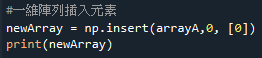 #一維陣列插入元素
newArray = np.insert(arrayA,0, [0])
print(newArray)